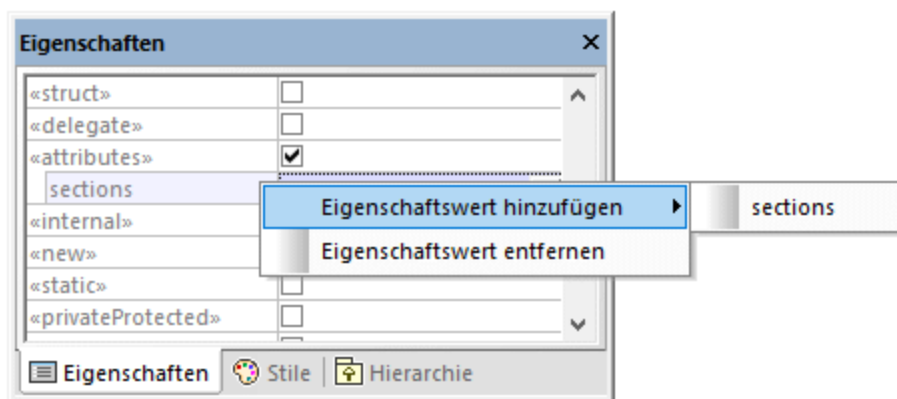 Eigenschaften
«struct»
«delegate»
«attributes»
sections
Eigenschaftswert hinzufügen
sections
«internal»
Eigenschaftswert entfernen
«new»
«static»
«privateProtected»
Eigenschaften
Stile
Hierarchie